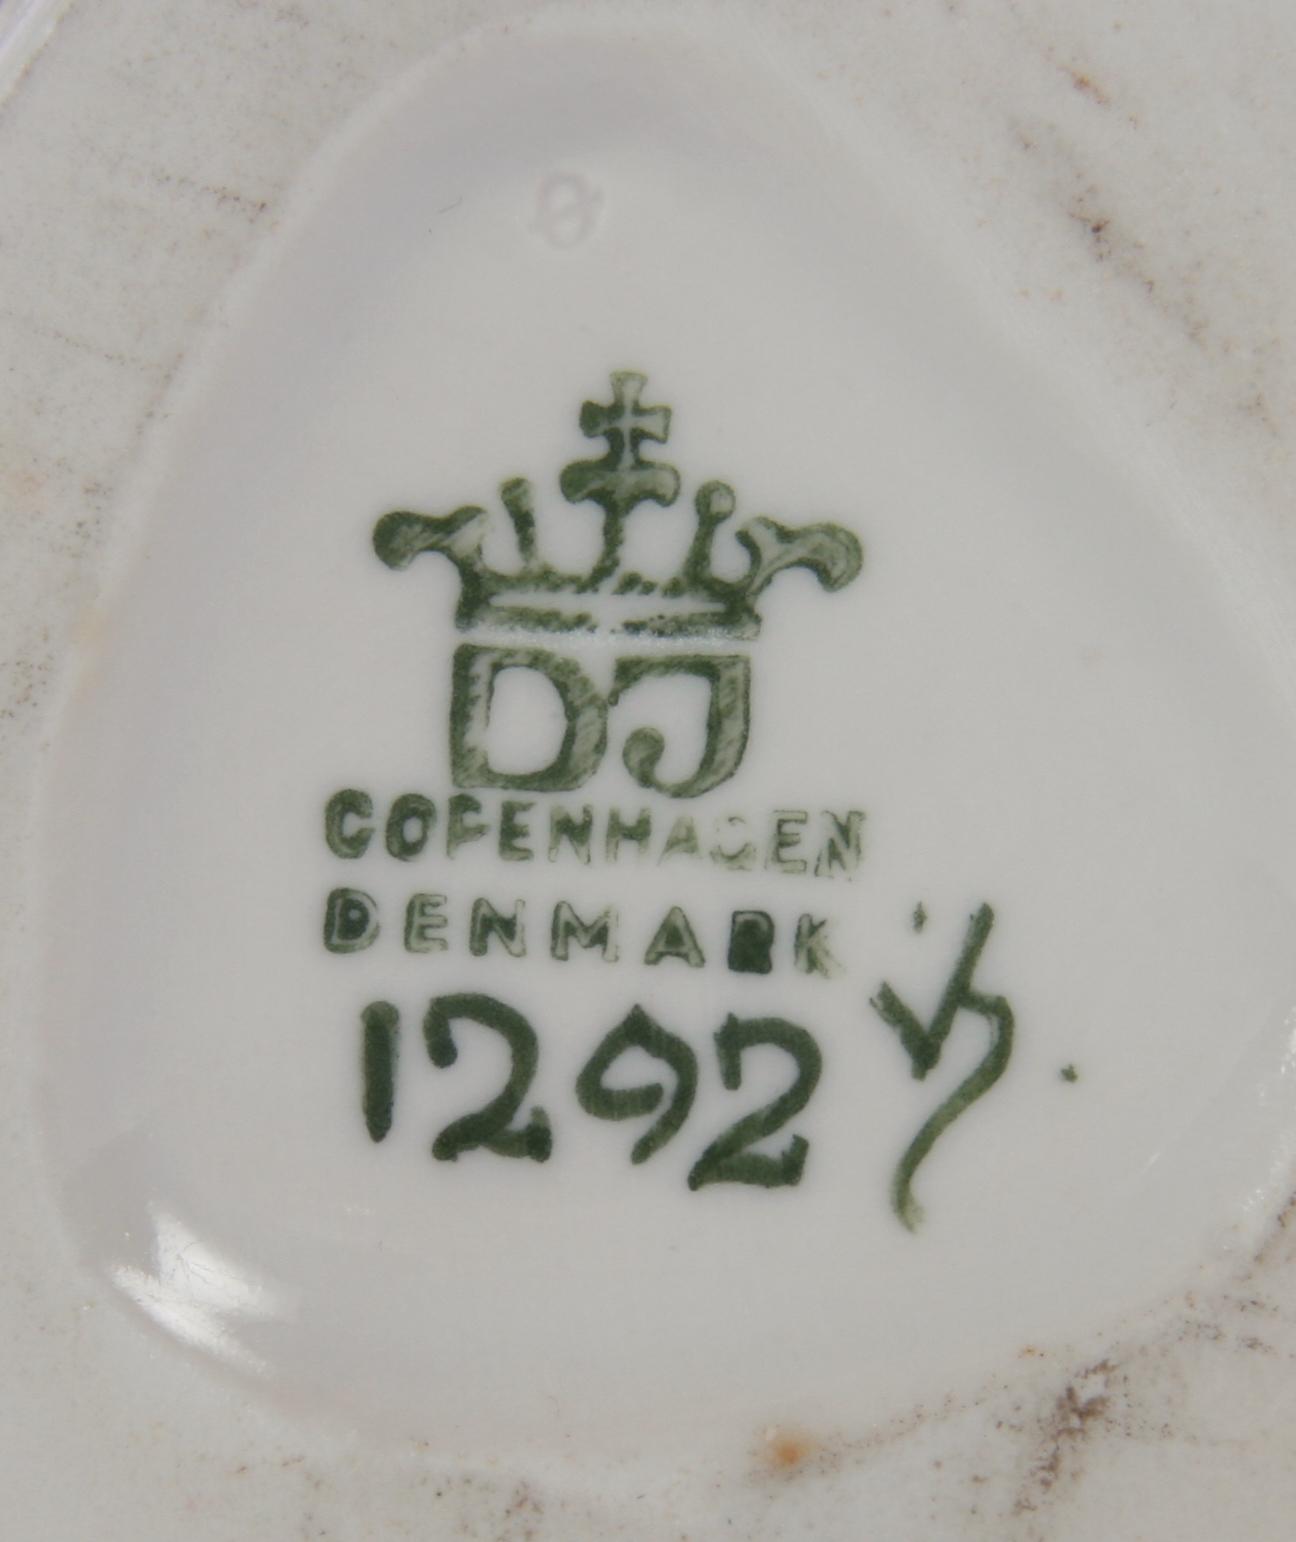 DJ
COPENHAGEN
DENMARK
1292